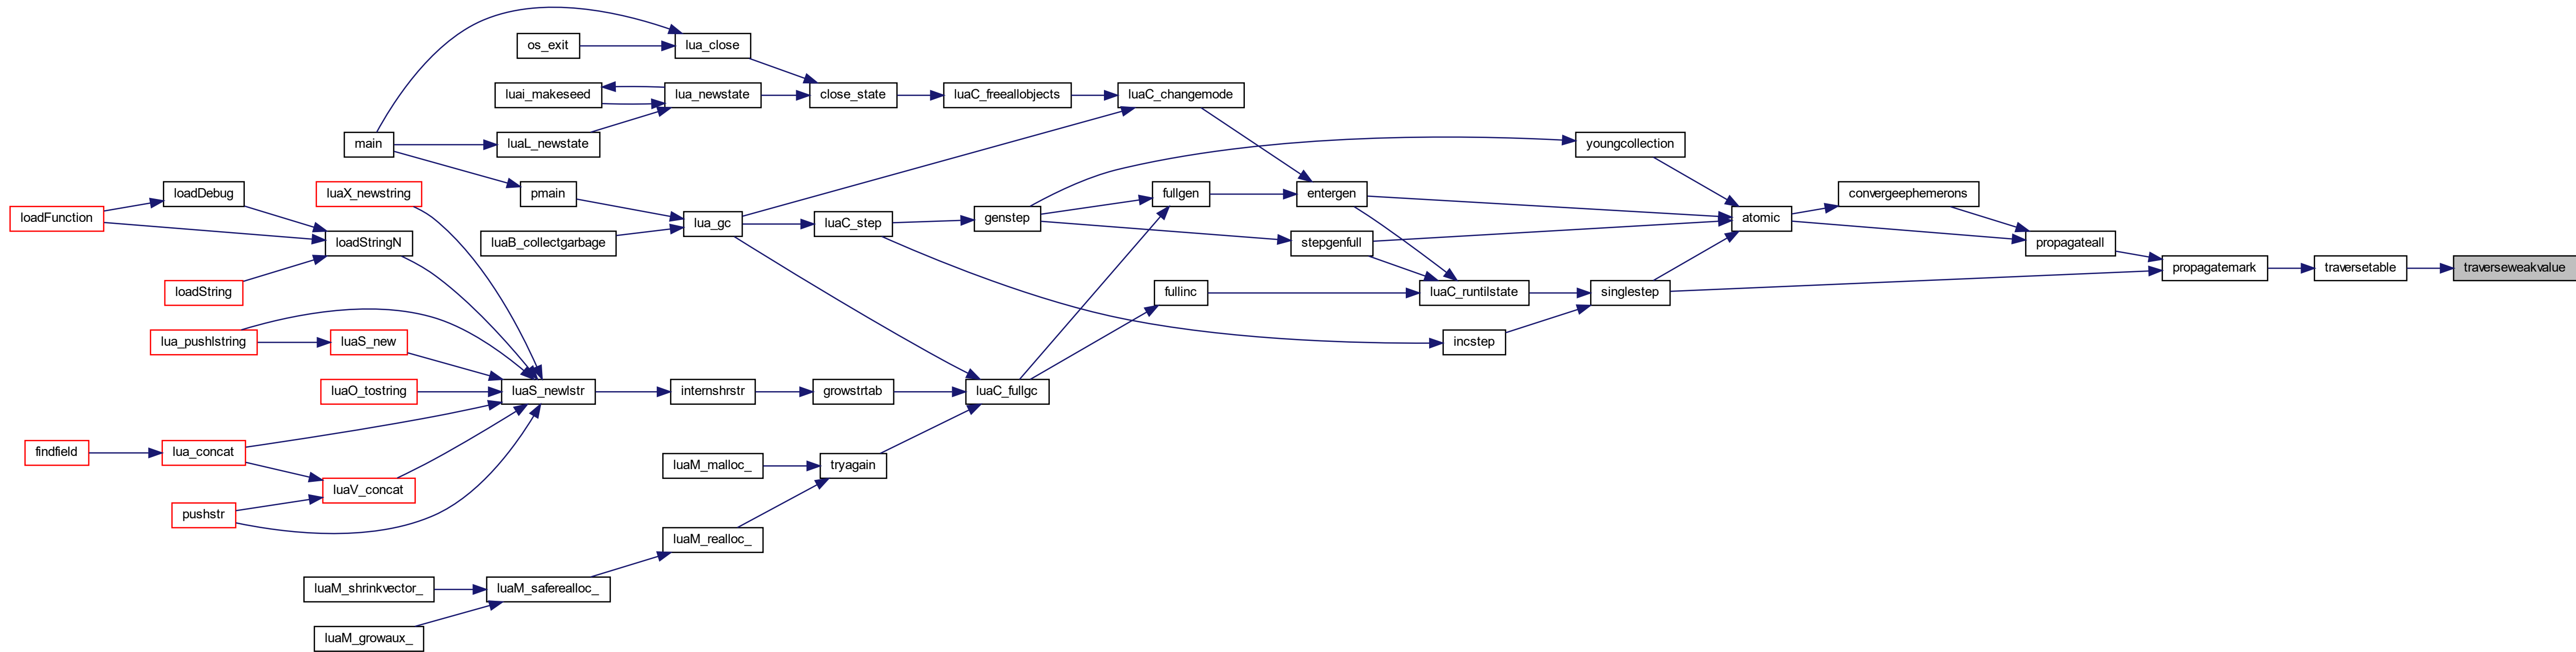 os_exit
lua_close
luai_makeseed
lua_newstate
close_state
luaC_freeallobjects
luaC_changemode
main
luaL_newstate
youngcollection
loadFunction
loadDebug
luaX_newstring
pmain
fullgen
entergen
convergeephemerons
lua_gc
luaC_step
genstep
atomic
loadStringN
luaB_collectgarbage
stepgenfull
propagateall
loadString
fullinc
luaC_runtilstate
singlestep
propagatemark
traversetable
traverseweakvalue
lua_pushlstring
luaS_new
incstep
luaO_tostring
luaS_newlstr
internshrstr
growstrtab
luaC_fullgc
findfield
lua_concat
luaM_malloc_
tryagain
luaV_concat
pushstr
luaM_realloc_
luaM_shrinkvector_
luaM_saferealloc_
luaM_growaux_